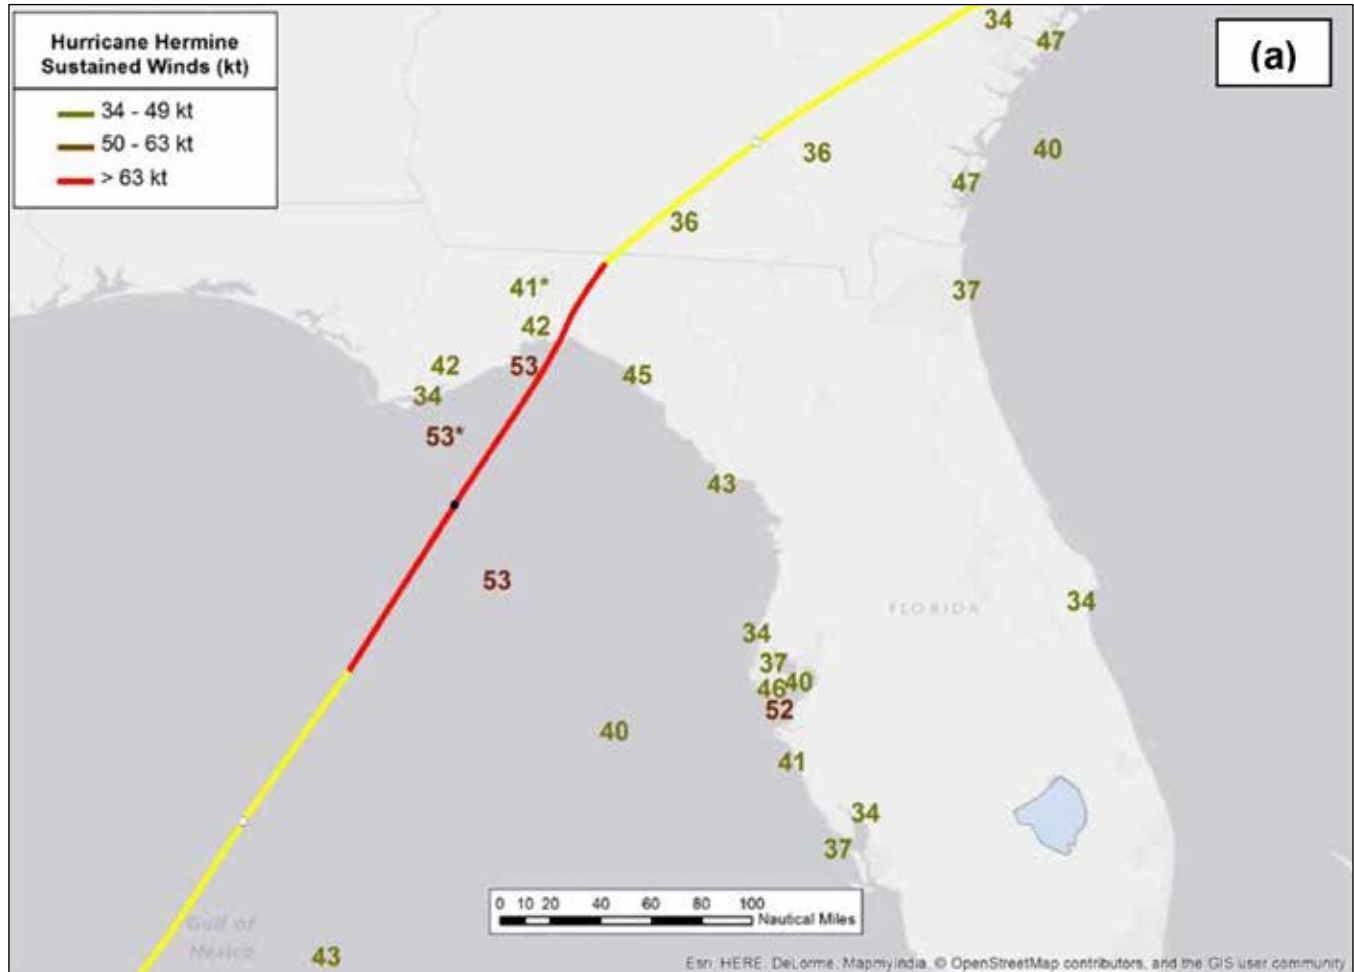 Hurricane Hermine
Sustained Winds (kt)
34 - 49 kt
50 - 63 kt
> 63 kt
(a)
34
47
40
36
47
36
41*
37
42
42
53
45
34
53*
43
53
34
FLORIDA
34
37
40
46
52
40
41
34
37
0 10 20 40 60 80 100
Nautical Miles
Gulf of
Mexico
43
Esri, HERE, DeLorme, MapmyIndia, © OpenStreetMap contributors, and the GIS user community